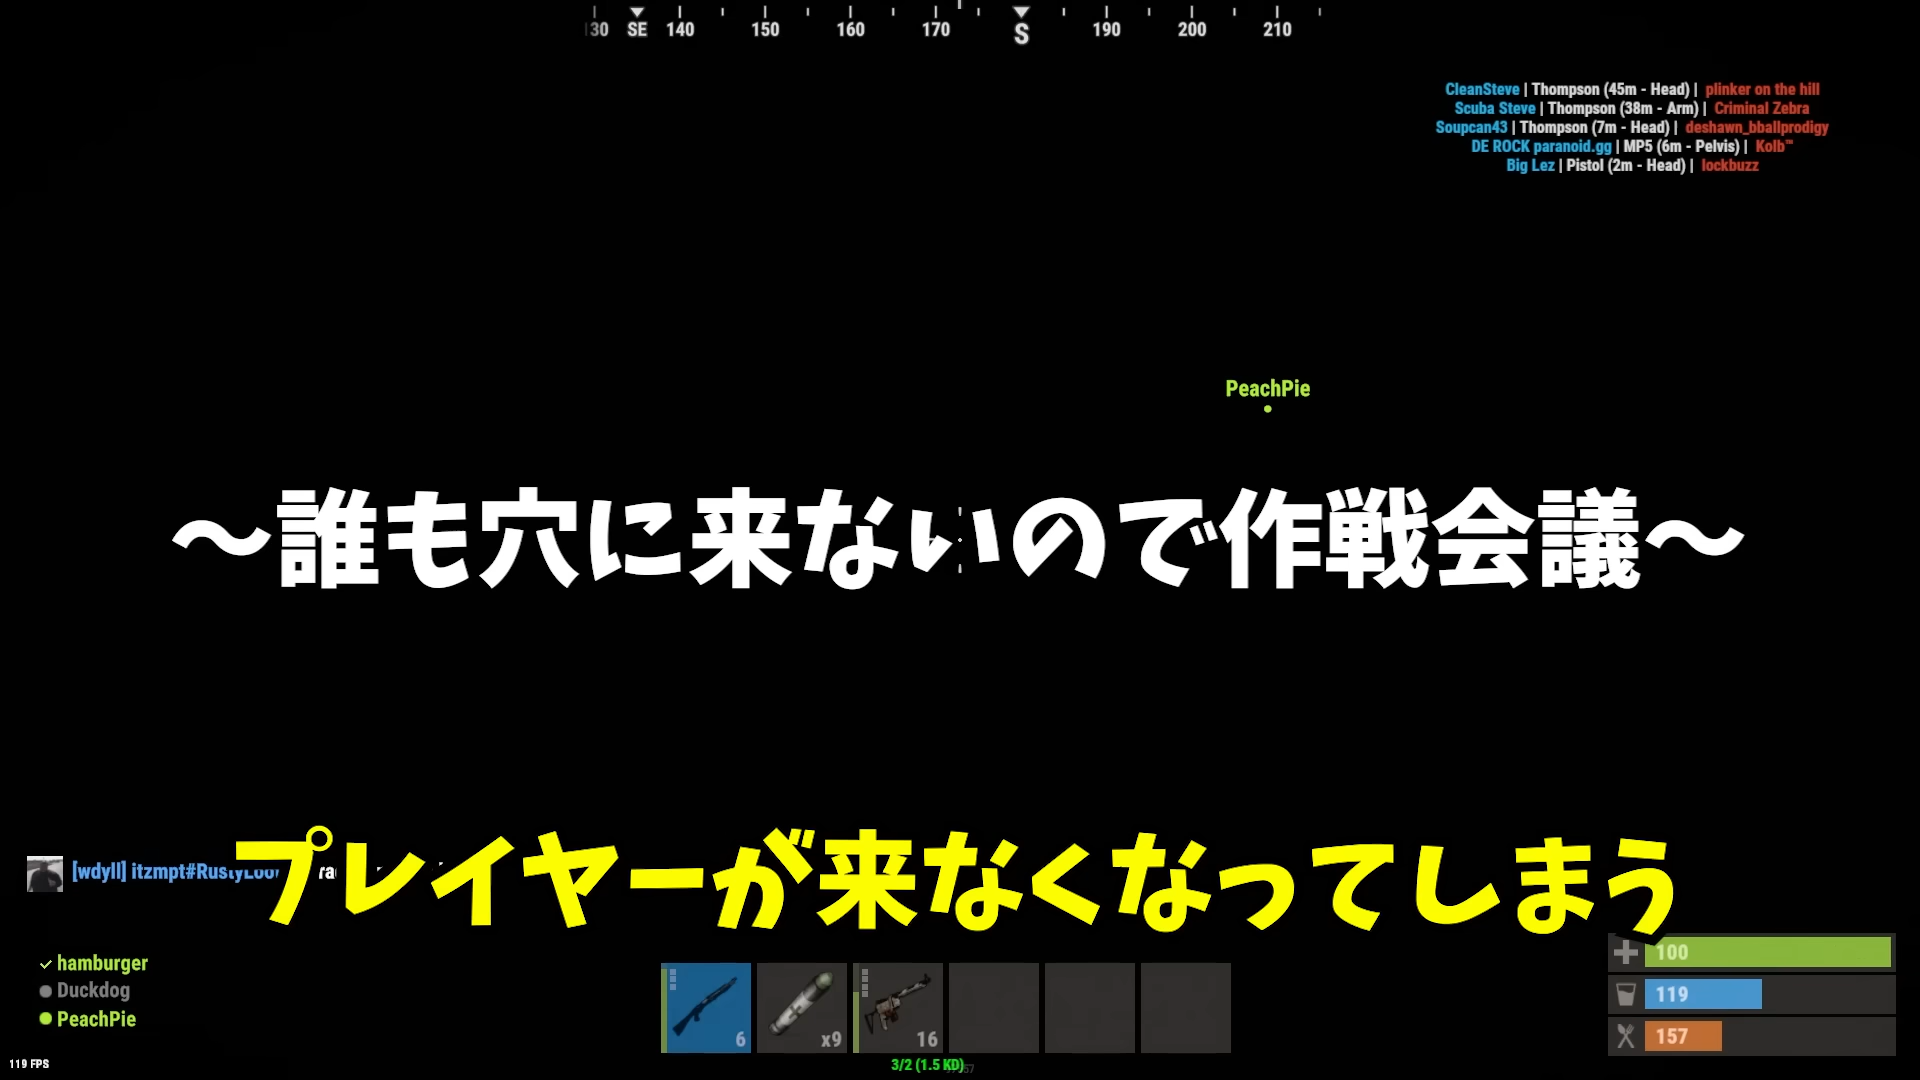 130 SE 140 150 160 170 S 190 200 210
CleanSteve | Thompson (45m - Head) | plinker on the hill
Scuba Steve | Thompson (38m - Arm) | Criminal Zebra
Soupcan43 | Thompson (7m - Head) | deshawn_bballprodigy
DE ROCK paranoid.gg | MP5 (6m - Pelvis) | Kolb™
Big Lez | Pistol (2m - Head) | lockbuzz
PeachPie
～誰も穴に来ないので作戦会議～
プレイヤーが来なくなってしまう
[wdyll] itzmpt#RustyLoo
hamburger
Duckdog
PeachPie
6 x9 16
100
119
157
119 FPS
3/2 (1.5 KD)